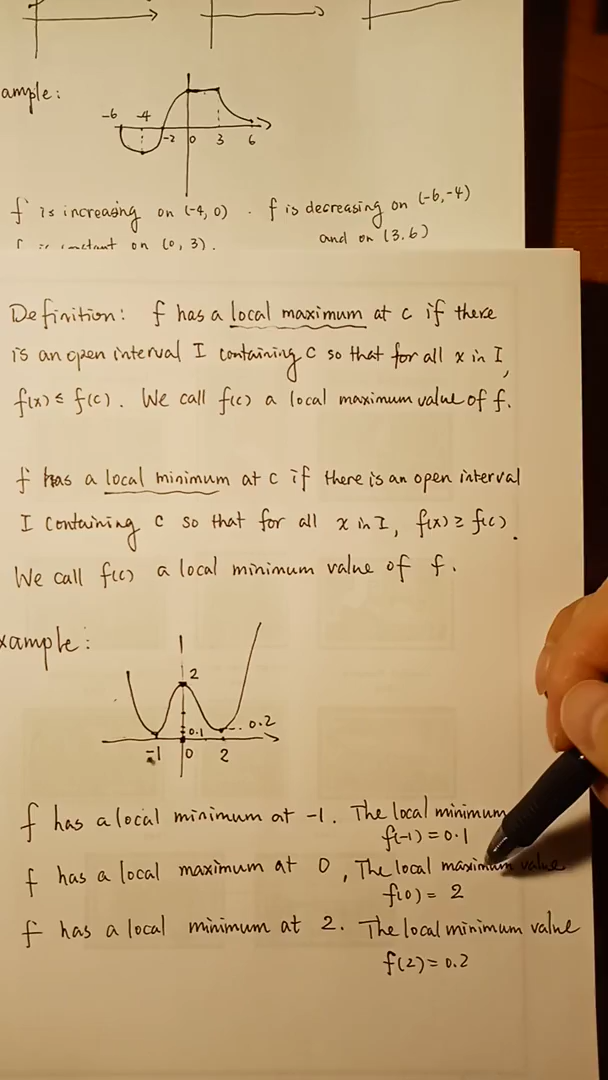 ample:
-6 -4 -2 0 3 6
f is increasing on (-4, 0) . f is decreasing on (-6,-4)
and on (3.6)
constant on (0, 3).
Definition: f has a local maximum at c if there
is an open interval I containing c so that for all x in I,
f(x) ≤ f(c). We call f(c) a local maximum value of f.
f has a local minimum at c if there is an open interval
I containing c so that for all x in I, f(x) ≥ f(c).
We call f(c) a local minimum value of f.
xample:
2
0.1
0.2
-1 0 2
f has a local minimum at -1. The local minimum
f(-1) = 0.1
f has a local maximum at 0, The local maximum value
f(0) = 2
f has a local minimum at 2. The local minimum value
f(2) = 0.2